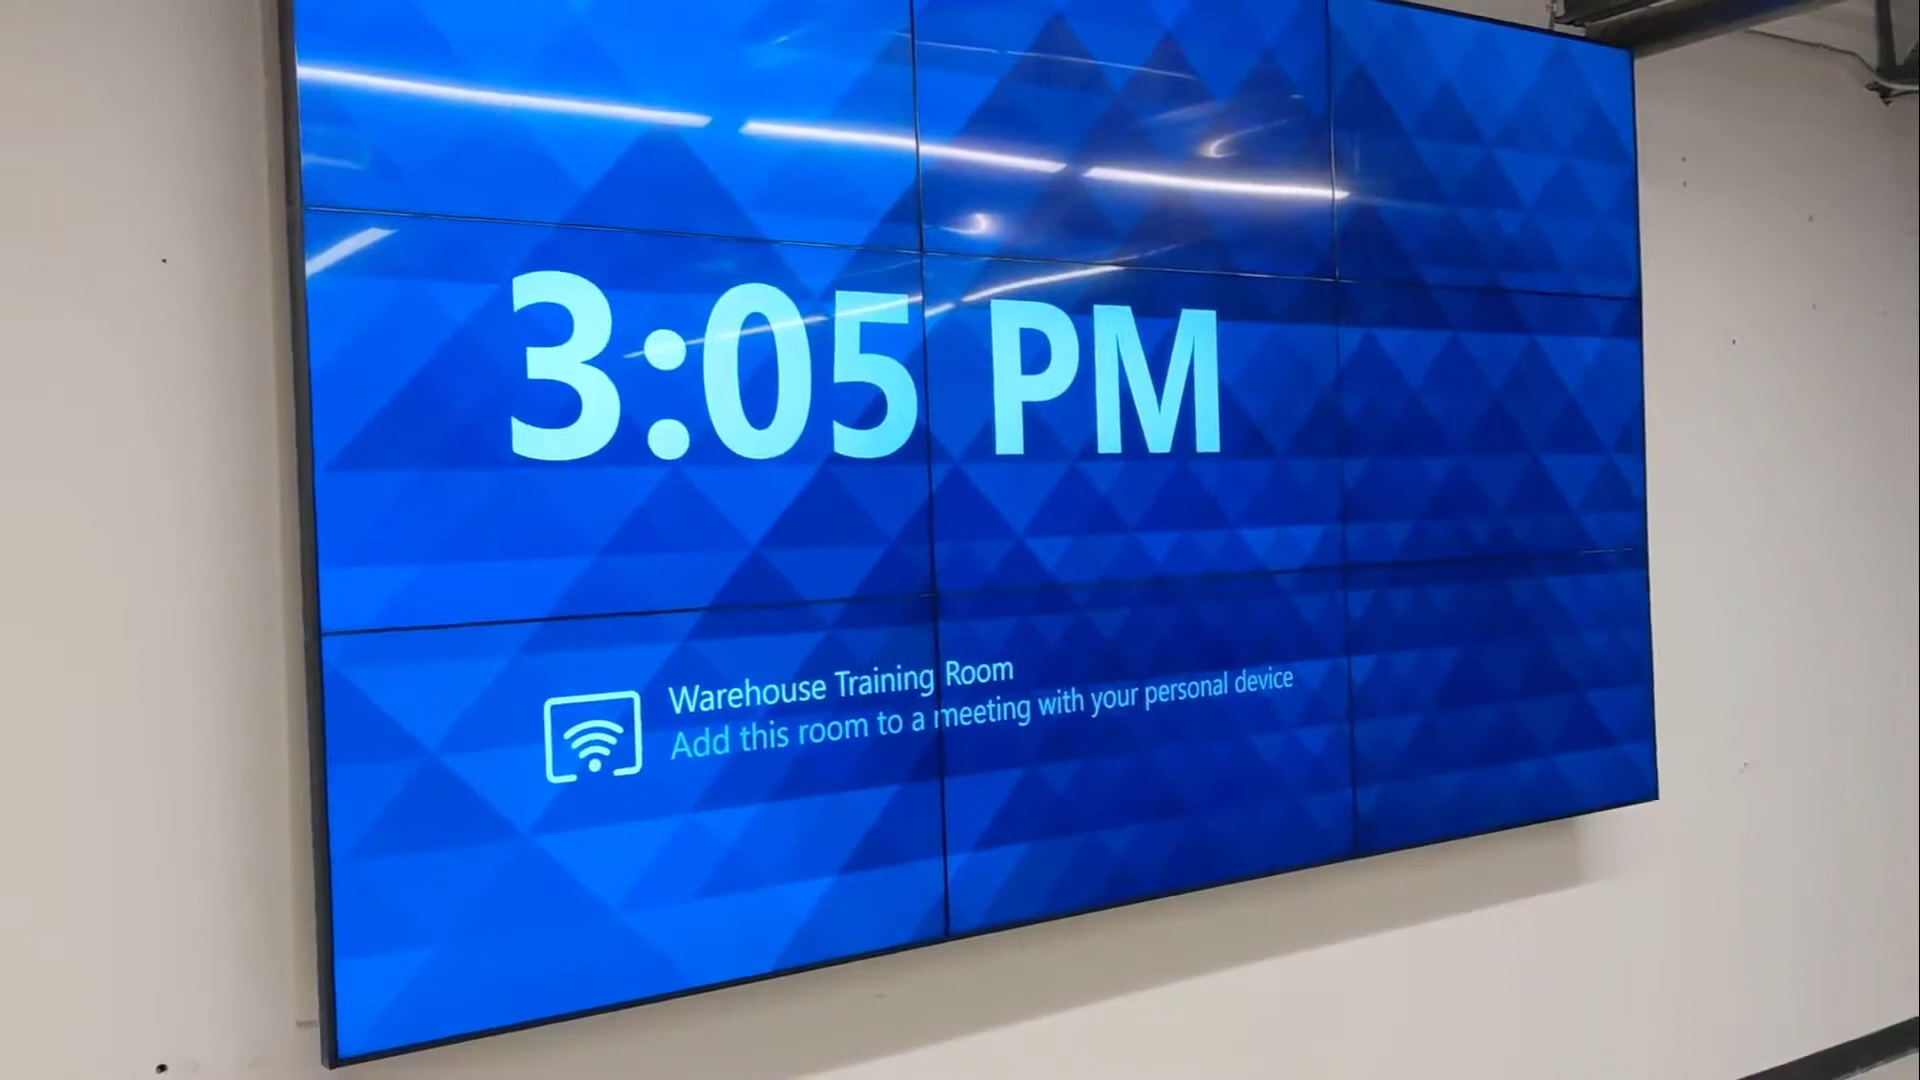 3:05 PM
Warehouse Training Room
Add this room to a meeting with your personal device